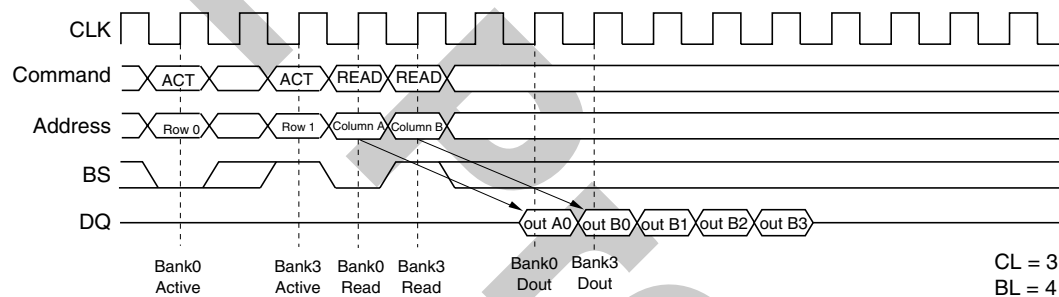 CLK
Command ACT ACT READ READ
Address Row 0 Row 1 Column A Column B
BS
DQ out A0 out B0 out B1 out B2 out B3
Bank0 Active
Bank3 Active
Bank0 Read
Bank3 Read
Bank0 Dout
Bank3 Dout
CL = 3
BL = 4